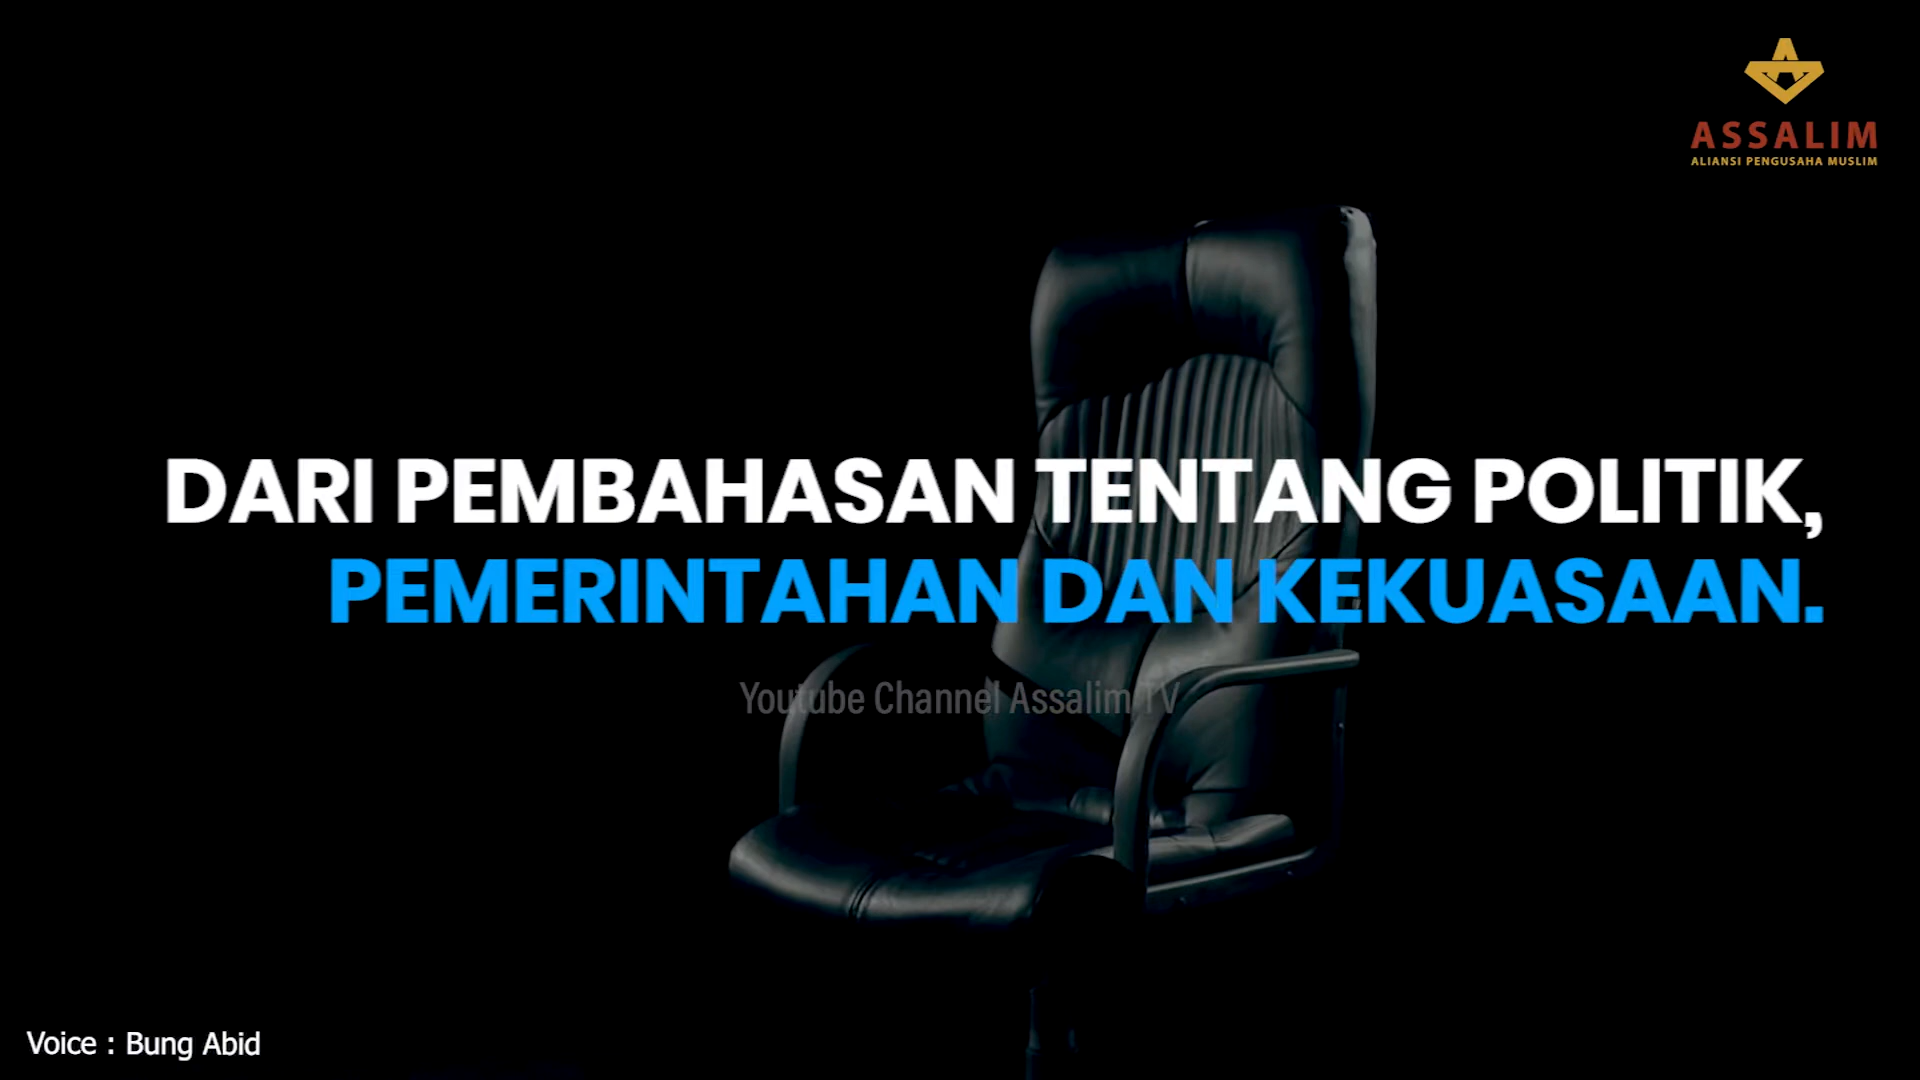 ASSALIM
ALIANSI PENGUSAHA MUSLIM
DARI PEMBAHASAN TENTANG POLITIK,
PEMERINTAHAN DAN KEKUASAAN.
Youtube Channel Assalim TV
Voice : Bung Abid